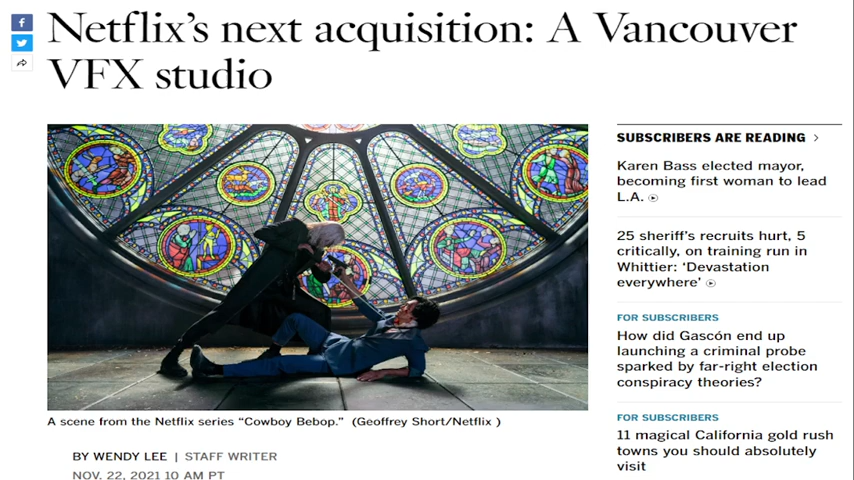 Netflix’s next acquisition: A Vancouver
VFX studio
A scene from the Netflix series “Cowboy Bebop.” (Geoffrey Short/Netflix )
BY WENDY LEE | STAFF WRITER
NOV. 22, 2021 10 AM PT
SUBSCRIBERS ARE READING
Karen Bass elected mayor,
becoming first woman to lead
L.A.
25 sheriff’s recruits hurt, 5
critically, on training run in
Whittier: ‘Devastation
everywhere’
FOR SUBSCRIBERS
How did Gascón end up
launching a criminal probe
sparked by far-right election
conspiracy theories?
FOR SUBSCRIBERS
11 magical California gold rush
towns you should absolutely
visit